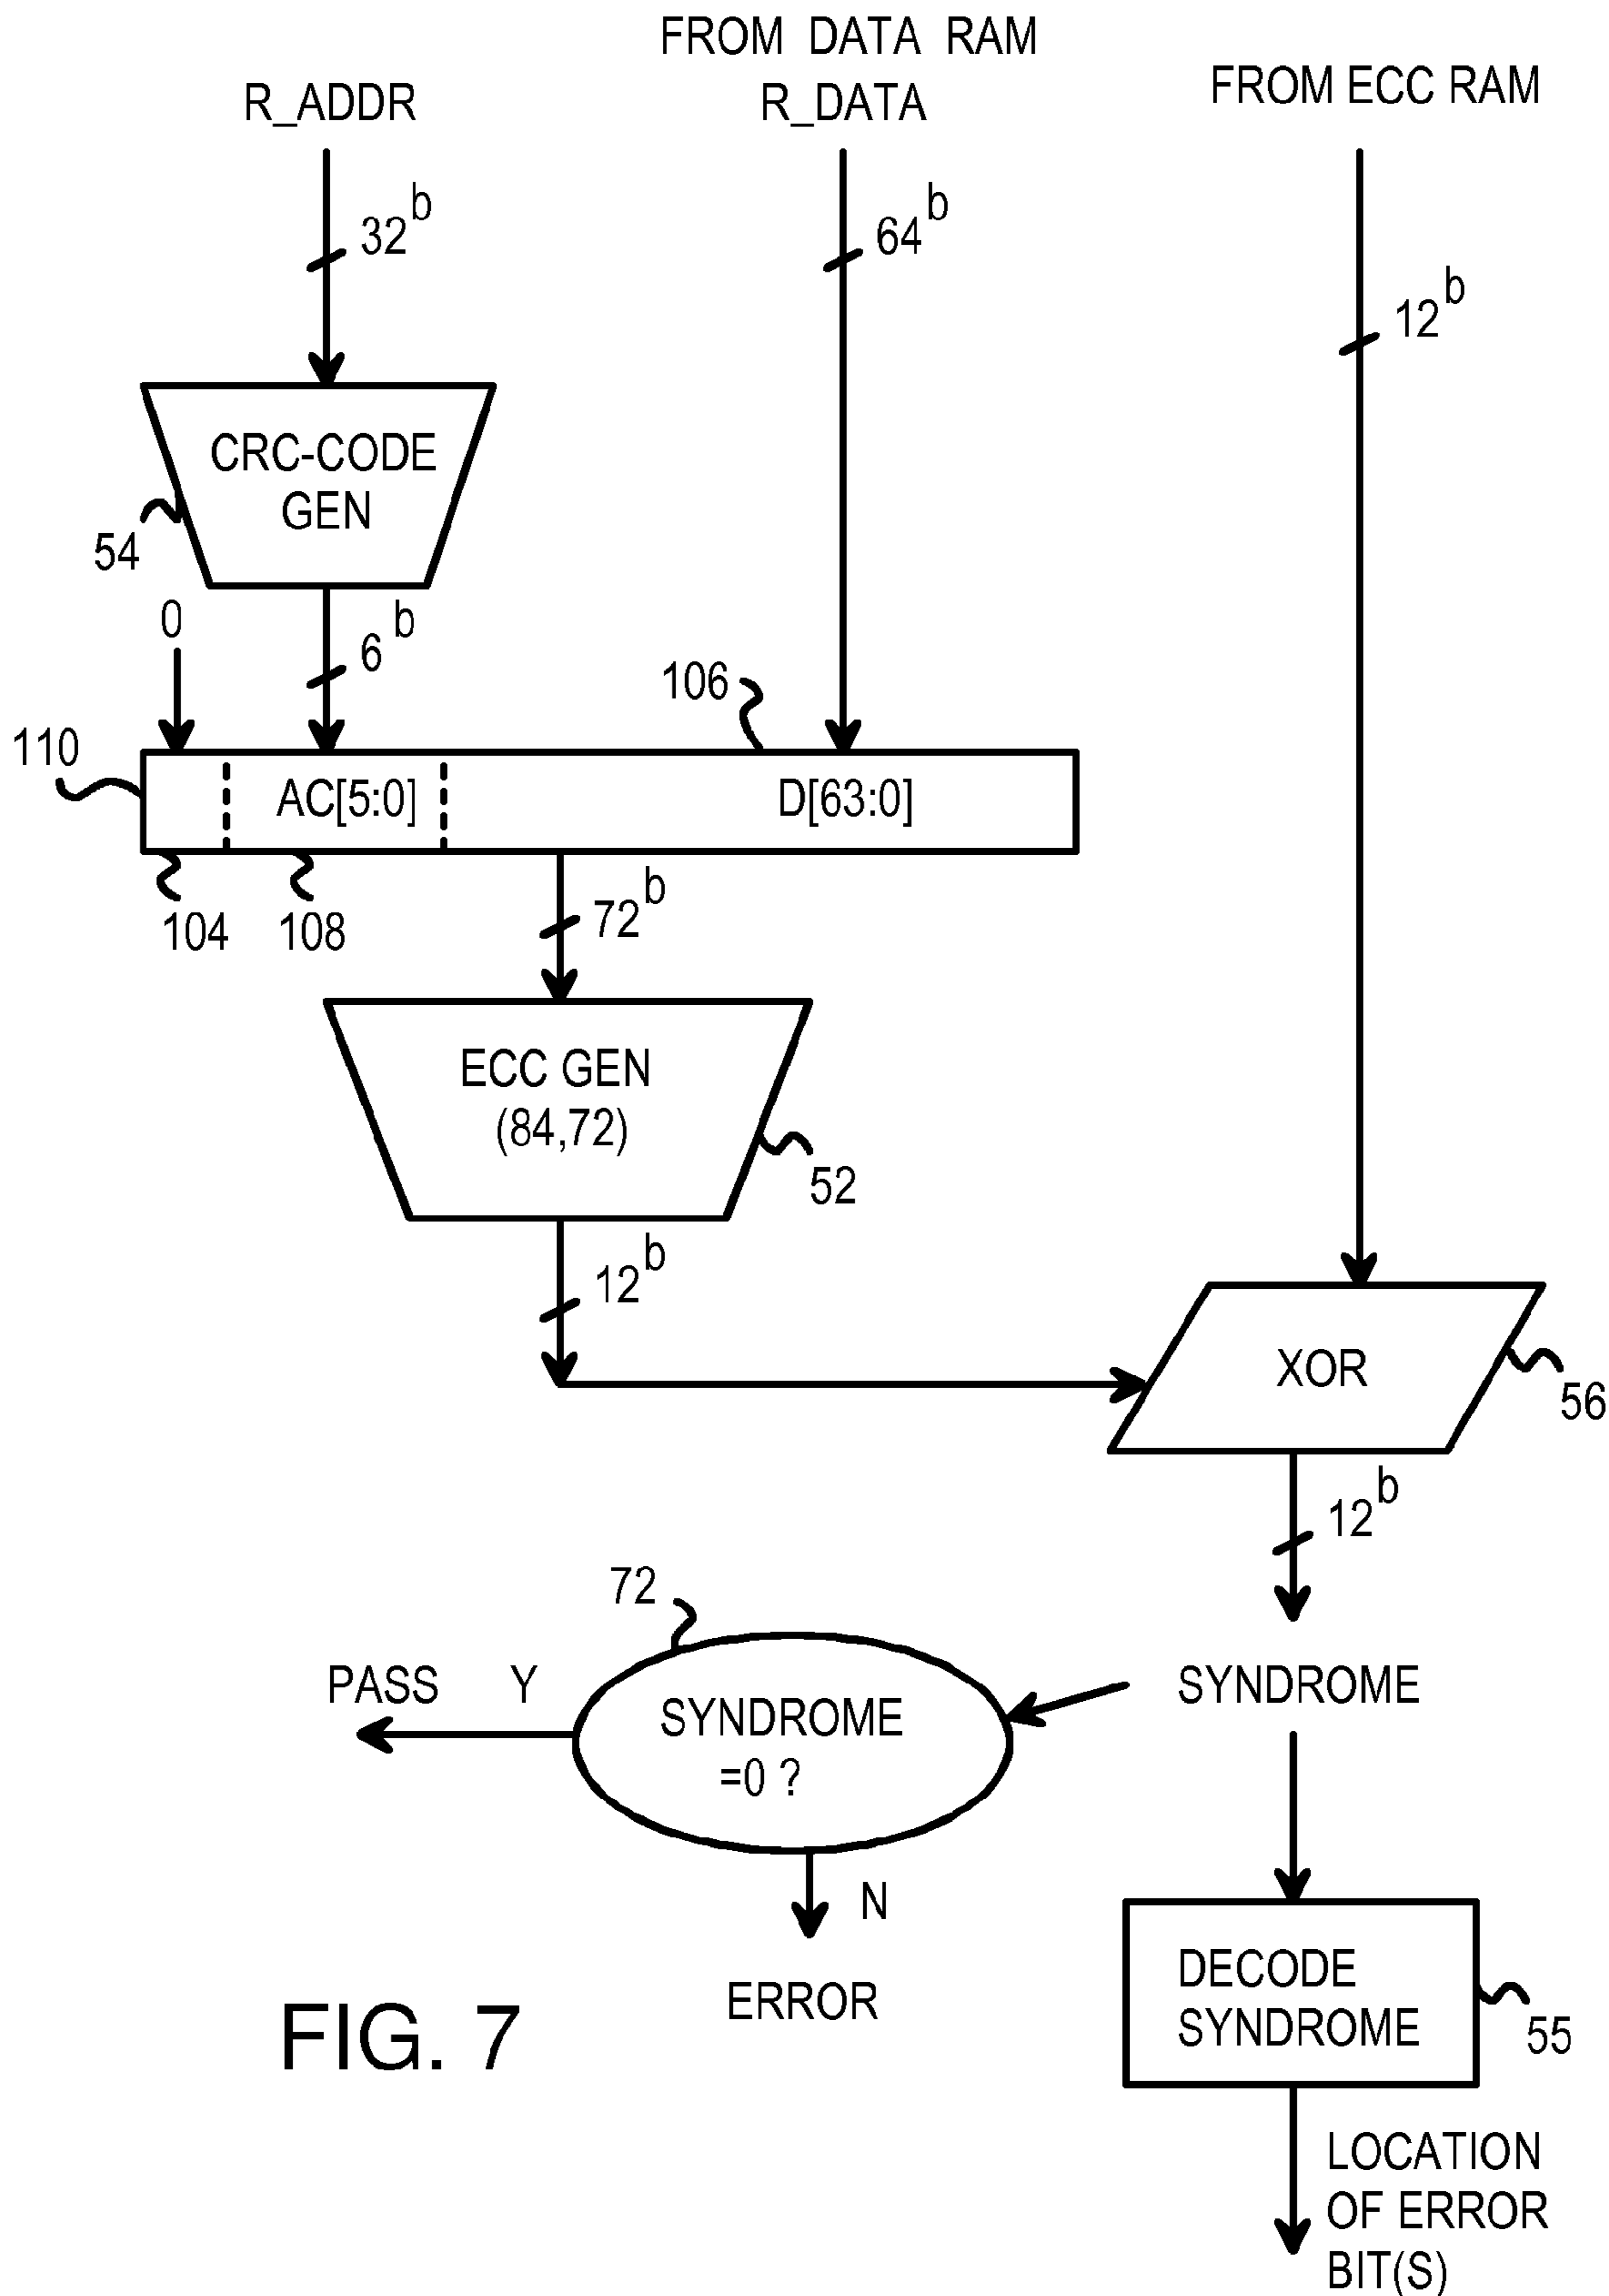 FROM DATA RAM
R_ADDR
R_DATA
FROM ECC RAM
32b
64b
12b
CRC-CODE
GEN
54
0
6b
106
110
AC[5:0]
D[63:0]
104
108
72b
ECC GEN
(84,72)
52
12b
XOR
56
12b
72
PASS
Y
SYNDROME
=0 ?
SYNDROME
N
ERROR
DECODE
SYNDROME
55
FIG. 7
LOCATION
OF ERROR
BIT(S)